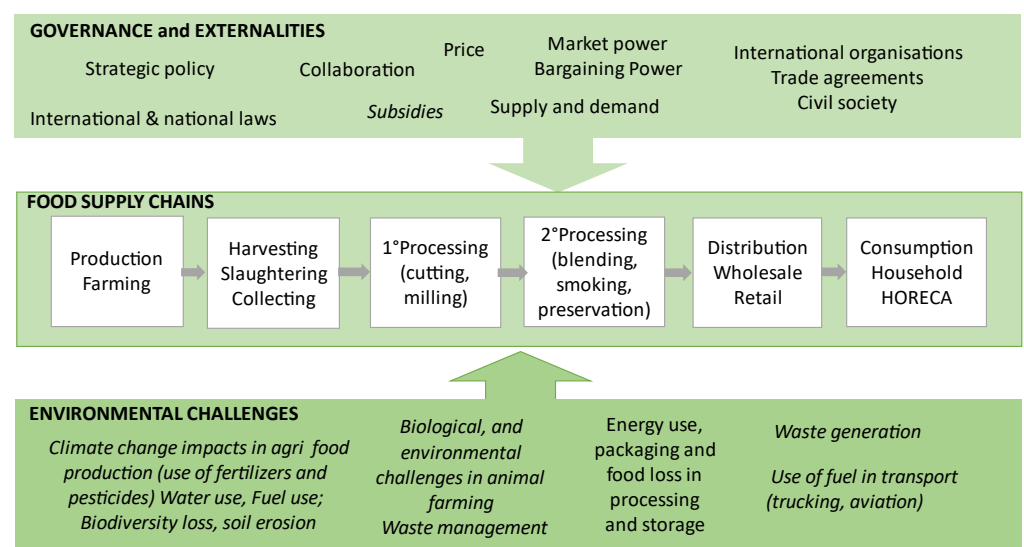 GOVERNANCE and EXTERNALITIES
Strategic policy
International & national laws
Collaboration
Price
Subsidies
Market power
Bargaining Power
Supply and demand
International organisations
Trade agreements
Civil society
FOOD SUPPLY CHAINS
Production
Farming
Harvesting
Slaughtering
Collecting
1°Processing
(cutting,
milling)
2°Processing
(blending,
smoking,
preservation)
Distribution
Wholesale
Retail
Consumption
Household
HORECA
ENVIRONMENTAL CHALLENGES
Climate change impacts in agri food
production (use of fertilizers and
pesticides) Water use, Fuel use;
Biodiversity loss, soil erosion
Biological, and
environmental
challenges in animal
farming
Waste management
Energy use,
packaging and
food loss in
processing
and storage
Waste generation
Use of fuel in transport
(trucking, aviation)